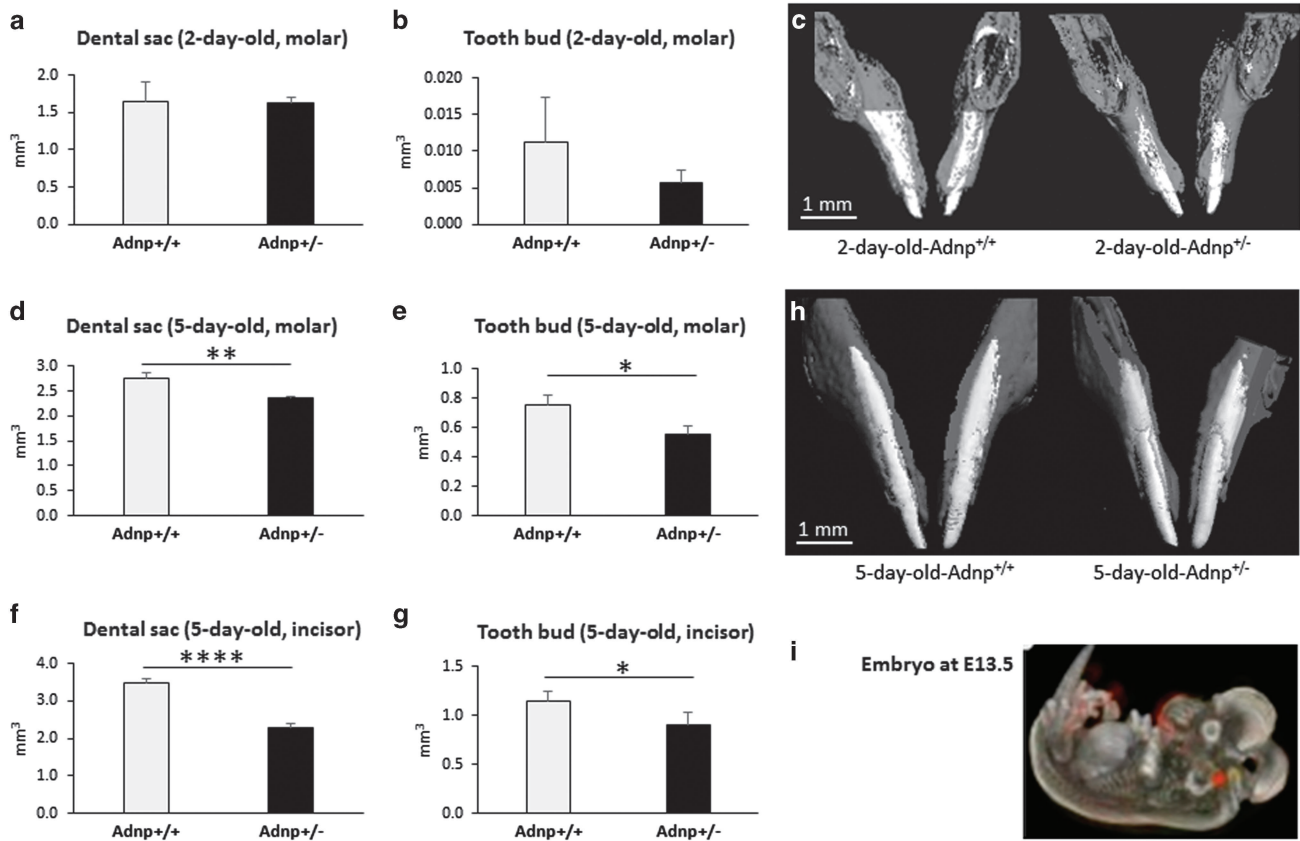 a
Dental sac (2-day-old, molar)
2.0
1.5
1.0
0.5
0.0
mm³
Adnp+/+
Adnp+/-
b
Tooth bud (2-day-old, molar)
0.020
0.015
0.010
0.005
0.000
mm³
Adnp+/+
Adnp+/-
c
1 mm
2-day-old-Adnp+/+
2-day-old-Adnp+/-
d
Dental sac (5-day-old, molar)
**
3.0
2.5
2.0
1.5
1.0
0.5
0.0
mm³
Adnp+/+
Adnp+/-
e
Tooth bud (5-day-old, molar)
*
1.0
0.8
0.6
0.4
0.2
0.0
mm³
Adnp+/+
Adnp+/-
h
1 mm
5-day-old-Adnp+/+
5-day-old-Adnp+/-
f
Dental sac (5-day-old, incisor)
****
4.0
3.0
2.0
1.0
0.0
mm³
Adnp+/+
Adnp+/-
g
Tooth bud (5-day-old, incisor)
*
1.5
1.0
0.5
0.0
mm³
Adnp+/+
Adnp+/-
i
Embryo at E13.5